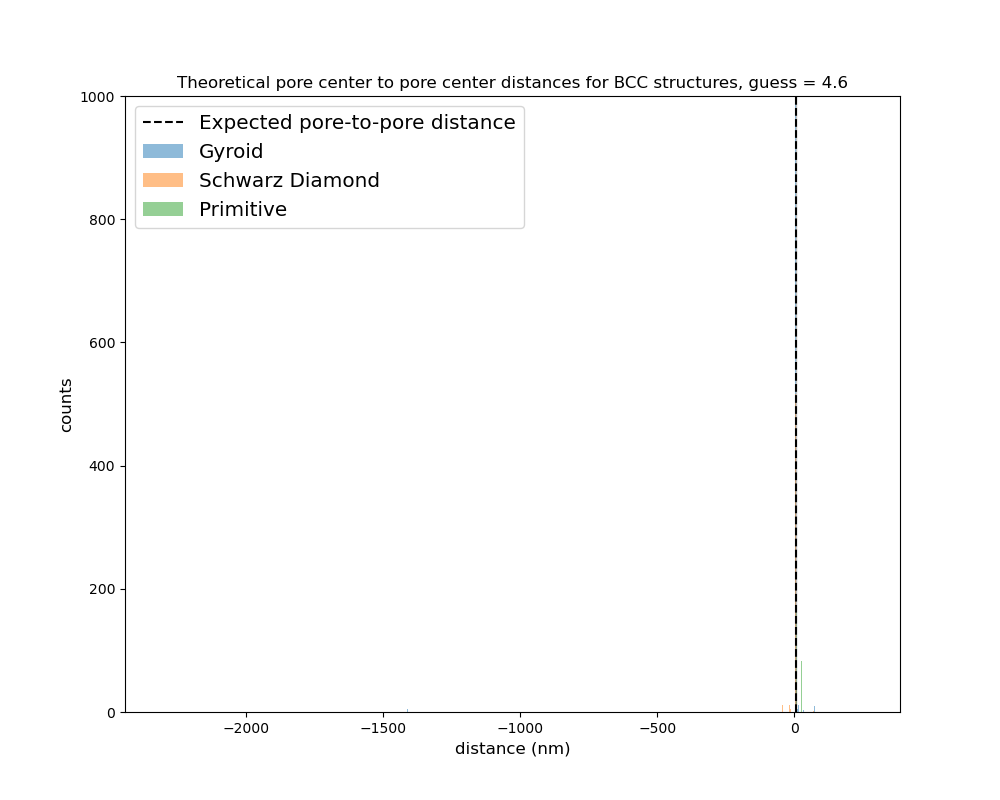 Theoretical pore center to pore center distances for BCC structures, guess = 4.6
1000
800
600
400
200
0
counts
Expected pore-to-pore distance
Gyroid
Schwarz Diamond
Primitive
−2000
−1500
−1000
−500
0
distance (nm)